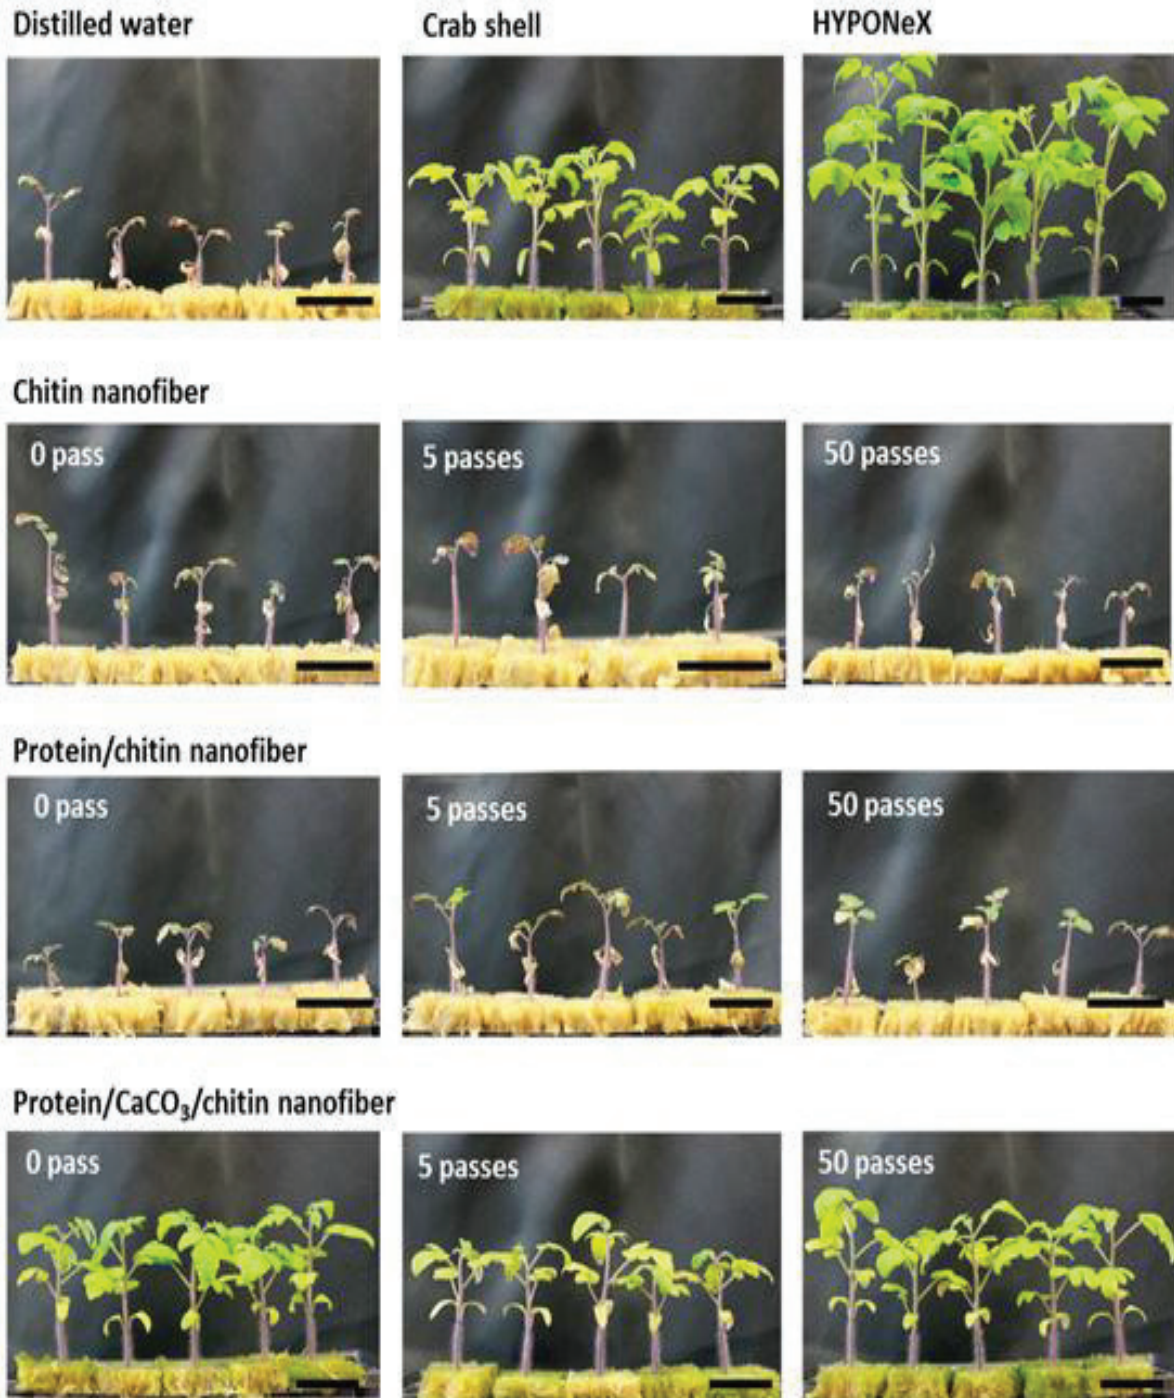 Distilled water
Crab shell
HYPONeX
Chitin nanofiber
0 pass
5 passes
50 passes
Protein/chitin nanofiber
0 pass
5 passes
50 passes
Protein/CaCO₃/chitin nanofiber
0 pass
5 passes
50 passes